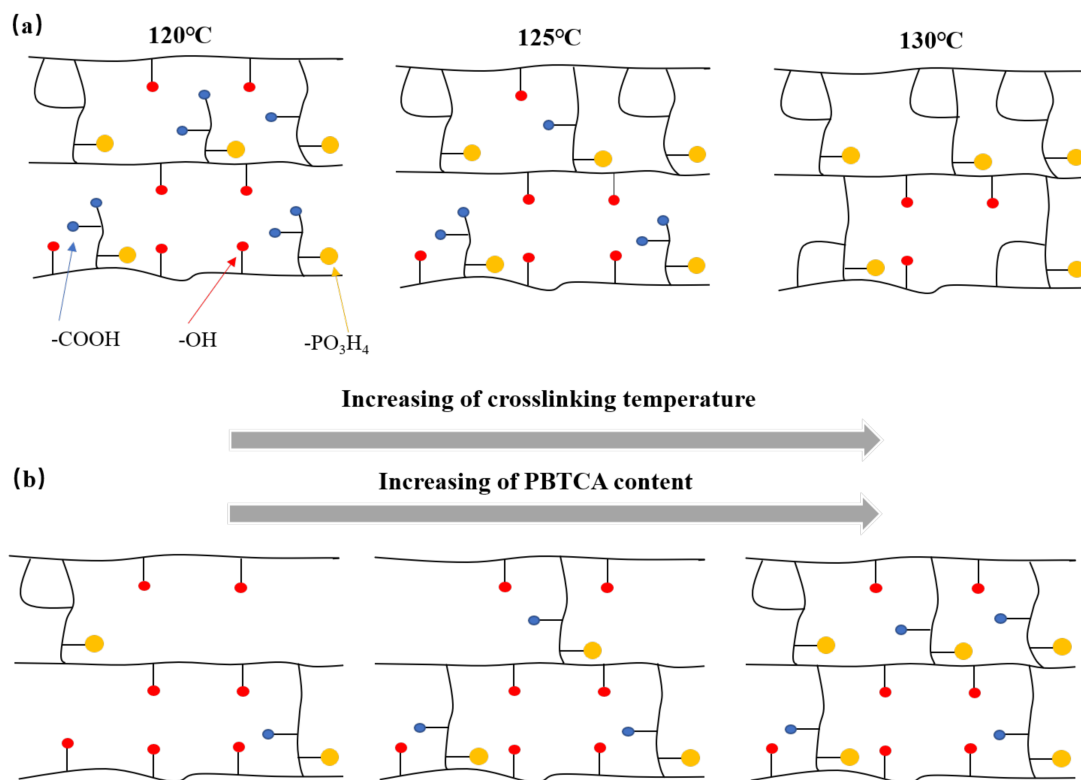 (a)
120℃ 125℃ 130℃
-COOH -OH -PO₃H₄
Increasing of crosslinking temperature
(b)
Increasing of PBTCA content